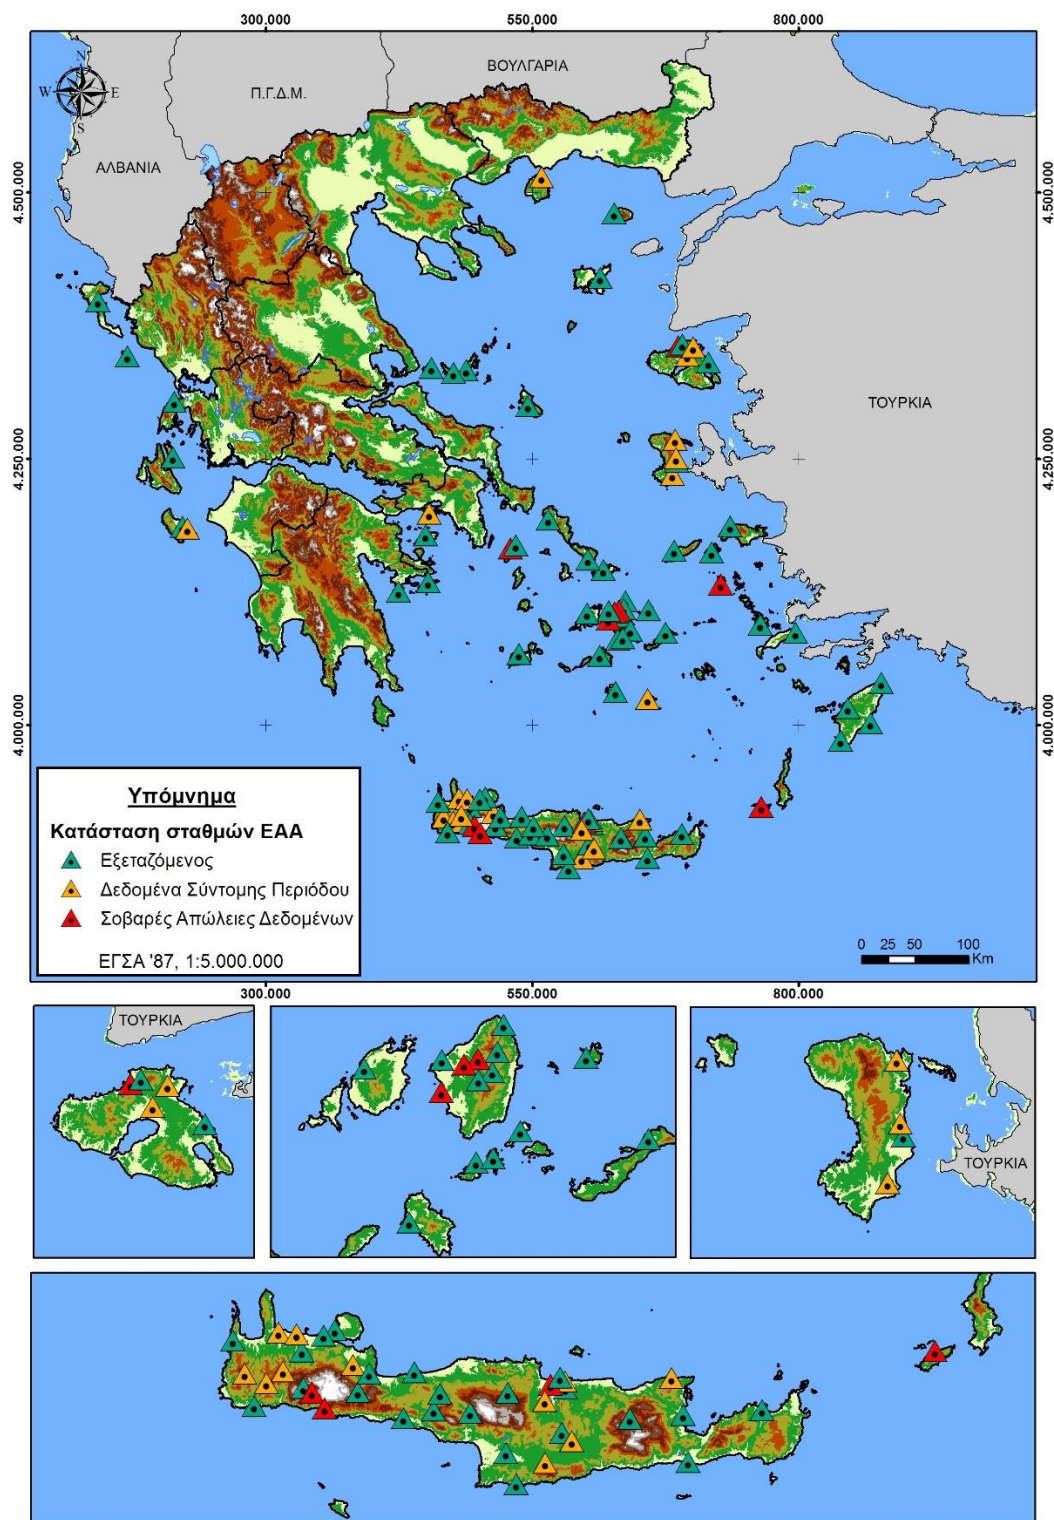 300.000 550.000 800.000
N
W E
S
ΒΟΥΛΓΑΡΙΑ
Π.Γ.Δ.Μ.
ΑΛΒΑΝΙΑ
4.500.000 4.500.000
ΤΟΥΡΚΙΑ
4.250.000 4.250.000
4.000.000 4.000.000
Υπόμνημα
Κατάσταση σταθμών ΕΑΑ
Εξεταζόμενος
Δεδομένα Σύντομης Περιόδου
Σοβαρές Απώλειες Δεδομένων
ΕΓΣΑ '87, 1:5.000.000
0 25 50 100
Km
300.000 550.000 800.000
ΤΟΥΡΚΙΑ
ΤΟΥΡΚΙΑ